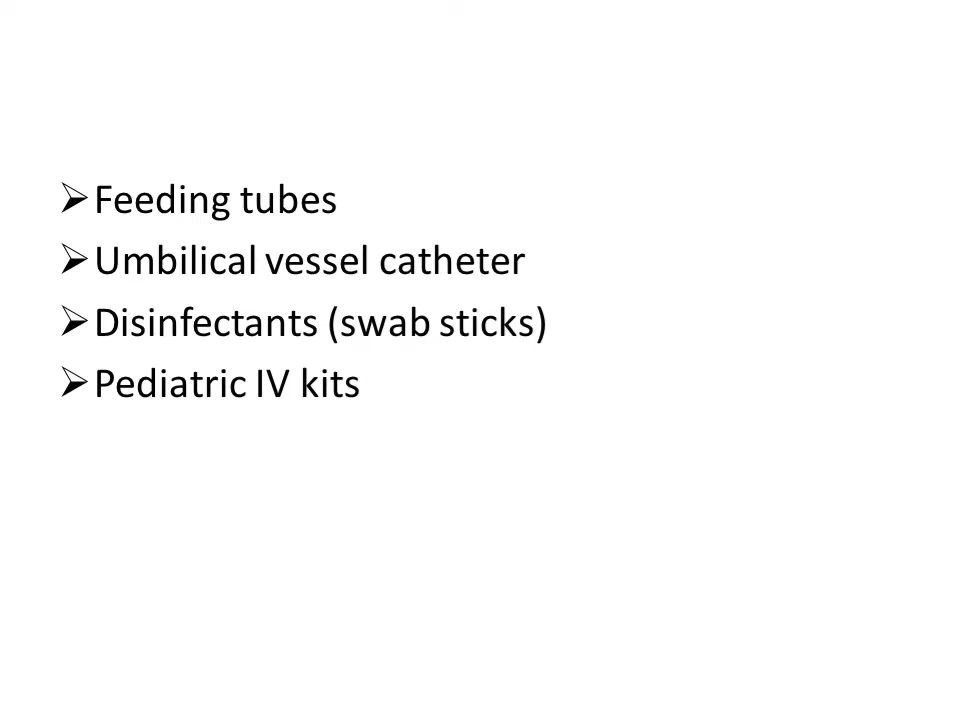 ➢Feeding tubes
➢Umbilical vessel catheter
➢Disinfectants (swab sticks)
➢Pediatric IV kits